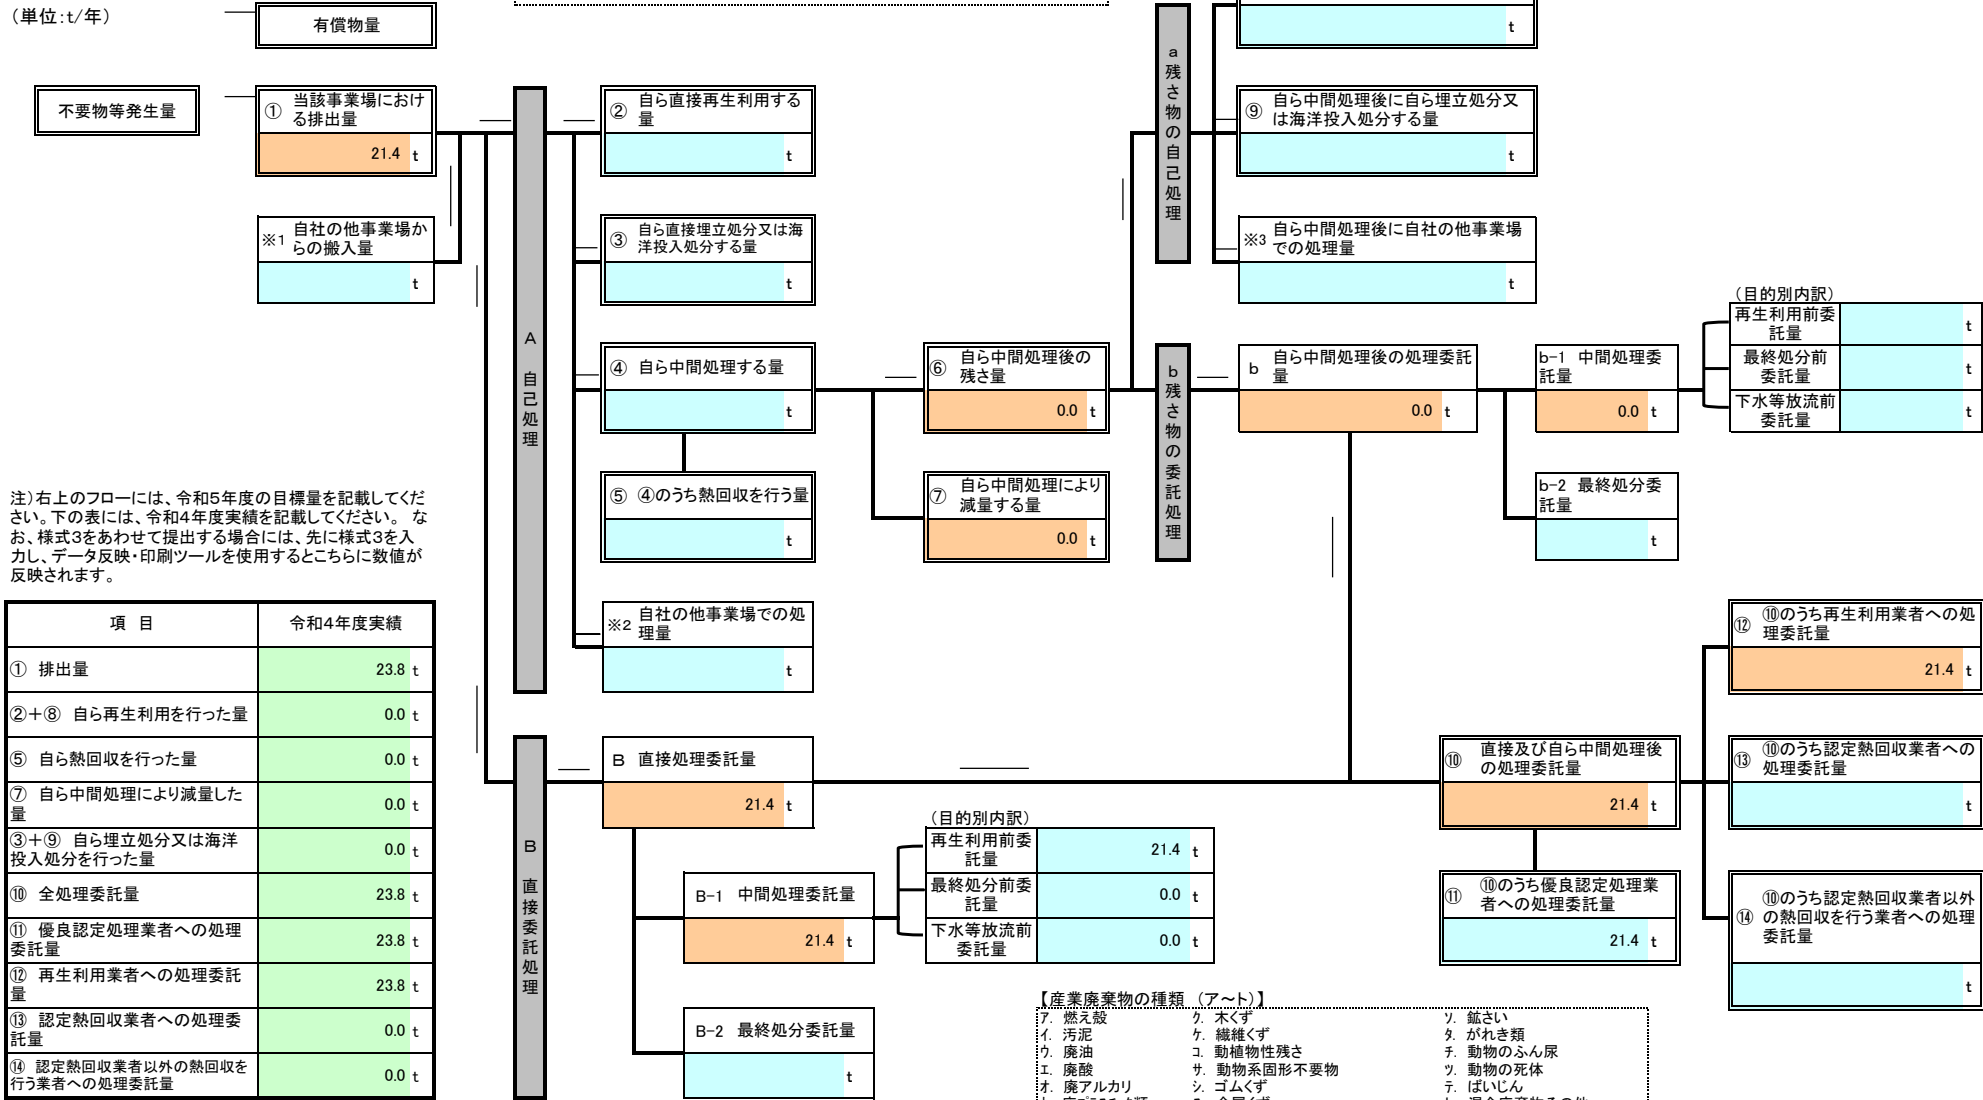 （単位:t/年）
有償物量
t
不要物等発生量
① 当該事業場におけ
る排出量
21.4 t
※1 自社の他事業場か
らの搬入量
t
A 自己処理
② 自ら直接再生利用する
量
t
③ 自ら直接埋立処分又は海
洋投入処分する量
t
④ 自ら中間処理する量
t
⑤ ④のうち熱回収を行う量
t
※2 自社の他事業場での処
理量
t
⑥ 自ら中間処理後の
残さ量
0.0 t
⑦ 自ら中間処理により
減量する量
0.0 t
a 残さ物の自己処理
⑨ 自ら中間処理後に自ら埋立処分又
は海洋投入処分する量
t
※3 自ら中間処理後に自社の他事業場
での処理量
t
b 残さ物の委託処理
b 自ら中間処理後の処理委託
量
0.0 t
b-1 中間処理委
託量
0.0 t
（目的別内訳）
再生利用前委
託量
t
最終処分前
委託量
t
下水等放流前
委託量
t
b-2 最終処分委
託量
t
注）右上のフローには、令和5年度の目標量を記載してくだ
さい。下の表には、令和4年度実績を記載してください。 な
お、様式3をあわせて提出する場合には、先に様式3を入
力し、データ反映・印刷ツールを使用するとこちらに数値が
反映されます。
項 目 令和4年度実績
① 排出量 23.8 t
②＋⑧ 自ら再生利用を行った量 0.0 t
⑤ 自ら熱回収を行った量 0.0 t
⑦ 自ら中間処理により減量した
量 0.0 t
③＋⑨ 自ら埋立処分又は海洋
投入処分を行った量 0.0 t
⑩ 全処理委託量 23.8 t
⑪ 優良認定処理業者への処理
委託量 23.8 t
⑫ 再生利用業者への処理委託
量 23.8 t
⑬ 認定熱回収業者への処理委
託量 0.0 t
⑭ 認定熱回収業者以外の熱回収を
行う業者への処理委託量 0.0 t
B 直接委託処理
B 直接処理委託量
21.4 t
B-1 中間処理委託量
21.4 t
（目的別内訳）
再生利用前委
託量
21.4 t
最終処分前委
託量
0.0 t
下水等放流前
委託量
0.0 t
B-2 最終処分委託量
t
⑩ 直接及び自ら中間処理後
の処理委託量
21.4 t
⑪ ⑩のうち優良認定処理業
者への処理委託量
21.4 t
⑫ ⑩のうち再生利用業者への処
理委託量
21.4 t
⑬ ⑩のうち認定熱回収業者への
処理委託量
t
⑭ ⑩のうち認定熱回収業者以外
の熱回収を行う業者への処理
委託量
t
【産業廃棄物の種類 （ア～ト）】
ア. 燃え殻 ク. 木くず ソ. 鉱さい
イ. 汚泥 ケ. 繊維くず タ. がれき類
ウ. 廃油 コ. 動植物性残さ チ. 動物のふん尿
エ. 廃酸 サ. 動物系固形不要物 ツ. 動物の死体
オ. 廃アルカリ シ. ゴムくず テ. ばいじん